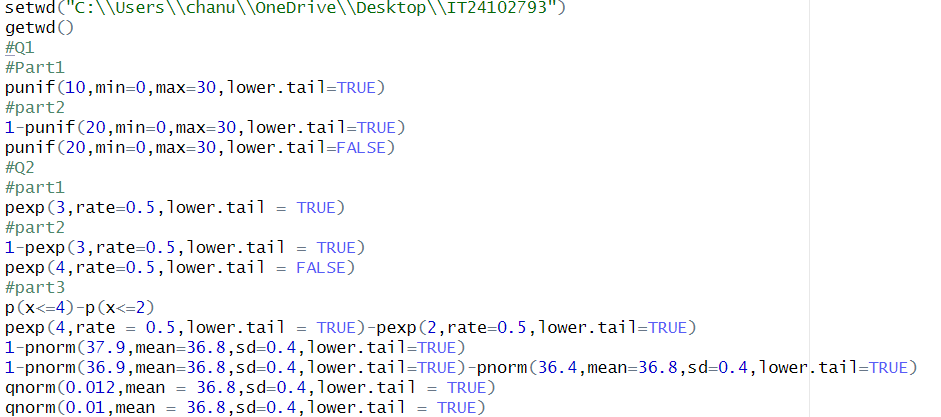 setwd("C:\\Users\\chanu\\OneDrive\\Desktop\\IT24102793")
getwd()
#Q1
#Part1
punif(10,min=0,max=30,lower.tail=TRUE)
#part2
1-punif(20,min=0,max=30,lower.tail=TRUE)
punif(20,min=0,max=30,lower.tail=FALSE)
#Q2
#part1
pexp(3,rate=0.5,lower.tail = TRUE)
#part2
1-pexp(3,rate=0.5,lower.tail = TRUE)
pexp(4,rate=0.5,lower.tail = FALSE)
#part3
p(x<=4)-p(x<=2)
pexp(4,rate = 0.5,lower.tail = TRUE)-pexp(2,rate=0.5,lower.tail=TRUE)
1-pnorm(37.9,mean=36.8,sd=0.4,lower.tail=TRUE)
1-pnorm(36.9,mean=36.8,sd=0.4,lower.tail=TRUE)-pnorm(36.4,mean=36.8,sd=0.4,lower.tail=TRUE)
qnorm(0.012,mean = 36.8,sd=0.4,lower.tail = TRUE)
qnorm(0.01,mean = 36.8,sd=0.4,lower.tail = TRUE)